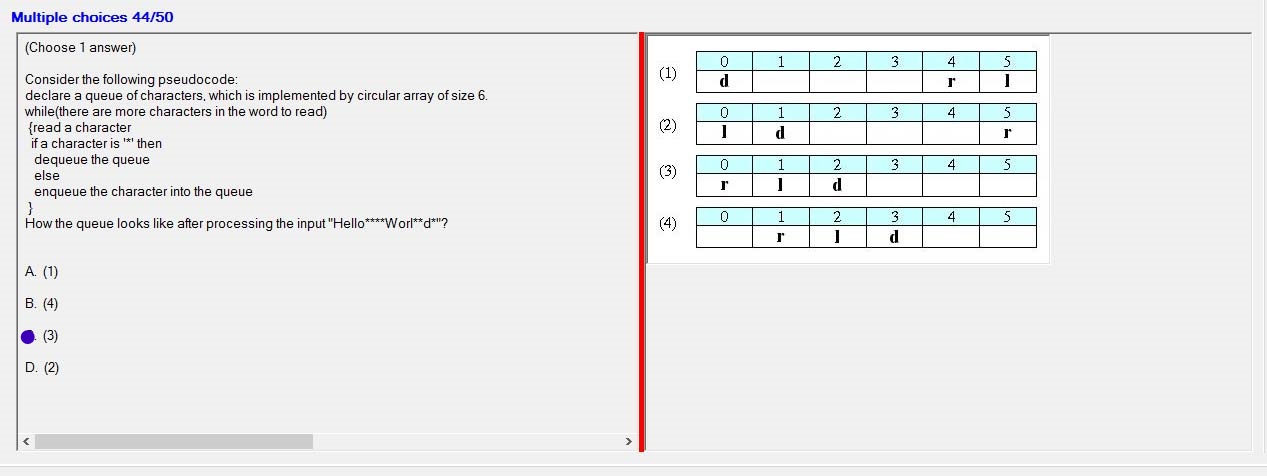 Multiple choices 44/50
(Choose 1 answer)
Consider the following pseudocode:
declare a queue of characters, which is implemented by circular array of size 6.
while(there are more characters in the word to read)
{read a character
if a character is '*' then
dequeue the queue
else
enqueue the character into the queue
}
How the queue looks like after processing the input "Hello****Worl**d*"?
A. (1)
B. (4)
. (3)
D. (2)
(1)
0 1 2 3 4 5
d r l
(2)
0 1 2 3 4 5
l d r
(3)
0 1 2 3 4 5
r l d
(4)
0 1 2 3 4 5
r l d